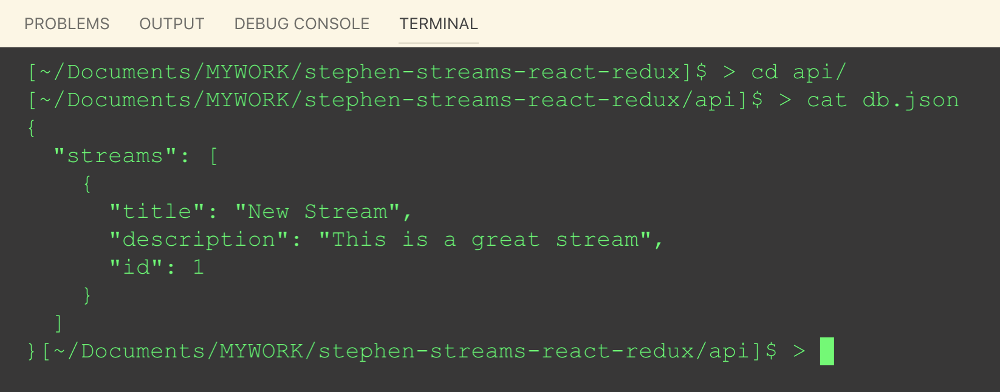 PROBLEMS OUTPUT DEBUG CONSOLE TERMINAL
[~/Documents/MYWORK/stephen-streams-react-redux]$ > cd api/
[~/Documents/MYWORK/stephen-streams-react-redux/api]$ > cat db.json
{
  "streams": [
    {
      "title": "New Stream",
      "description": "This is a great stream",
      "id": 1
    }
  ]
}[~/Documents/MYWORK/stephen-streams-react-redux/api]$ >